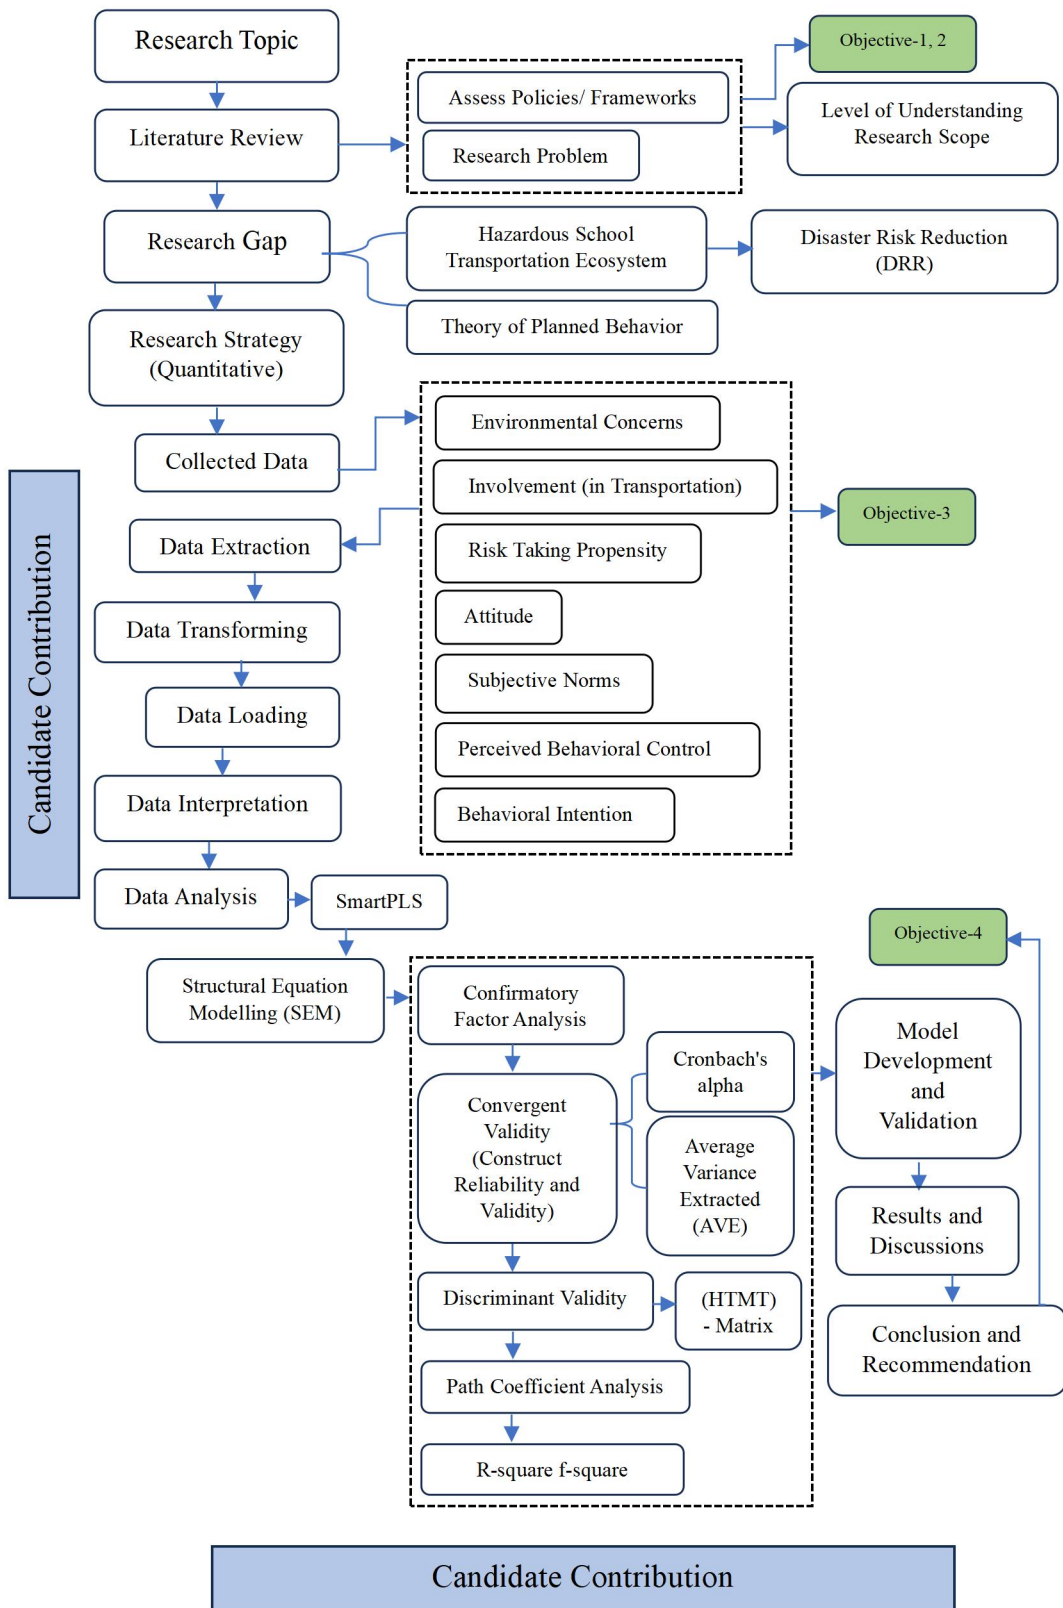 Research Topic
Literature Review
Assess Policies/ Frameworks
Research Problem
Objective-1, 2
Level of Understanding
Research Scope
Research Gap
Hazardous School
Transportation Ecosystem
Theory of Planned Behavior
Disaster Risk Reduction
(DRR)
Research Strategy
(Quantitative)
Collected Data
Environmental Concerns
Involvement (in Transportation)
Risk Taking Propensity
Attitude
Subjective Norms
Perceived Behavioral Control
Behavioral Intention
Objective-3
Candidate Contribution
Data Extraction
Data Transforming
Data Loading
Data Interpretation
Data Analysis
SmartPLS
Structural Equation
Modelling (SEM)
Confirmatory
Factor Analysis
Convergent
Validity
(Construct
Reliability and
Validity)
Cronbach's
alpha
Average
Variance
Extracted
(AVE)
Discriminant Validity
(HTMT)
- Matrix
Path Coefficient Analysis
R-square f-square
Objective-4
Model
Development
and
Validation
Results and
Discussions
Conclusion and
Recommendation
Candidate Contribution